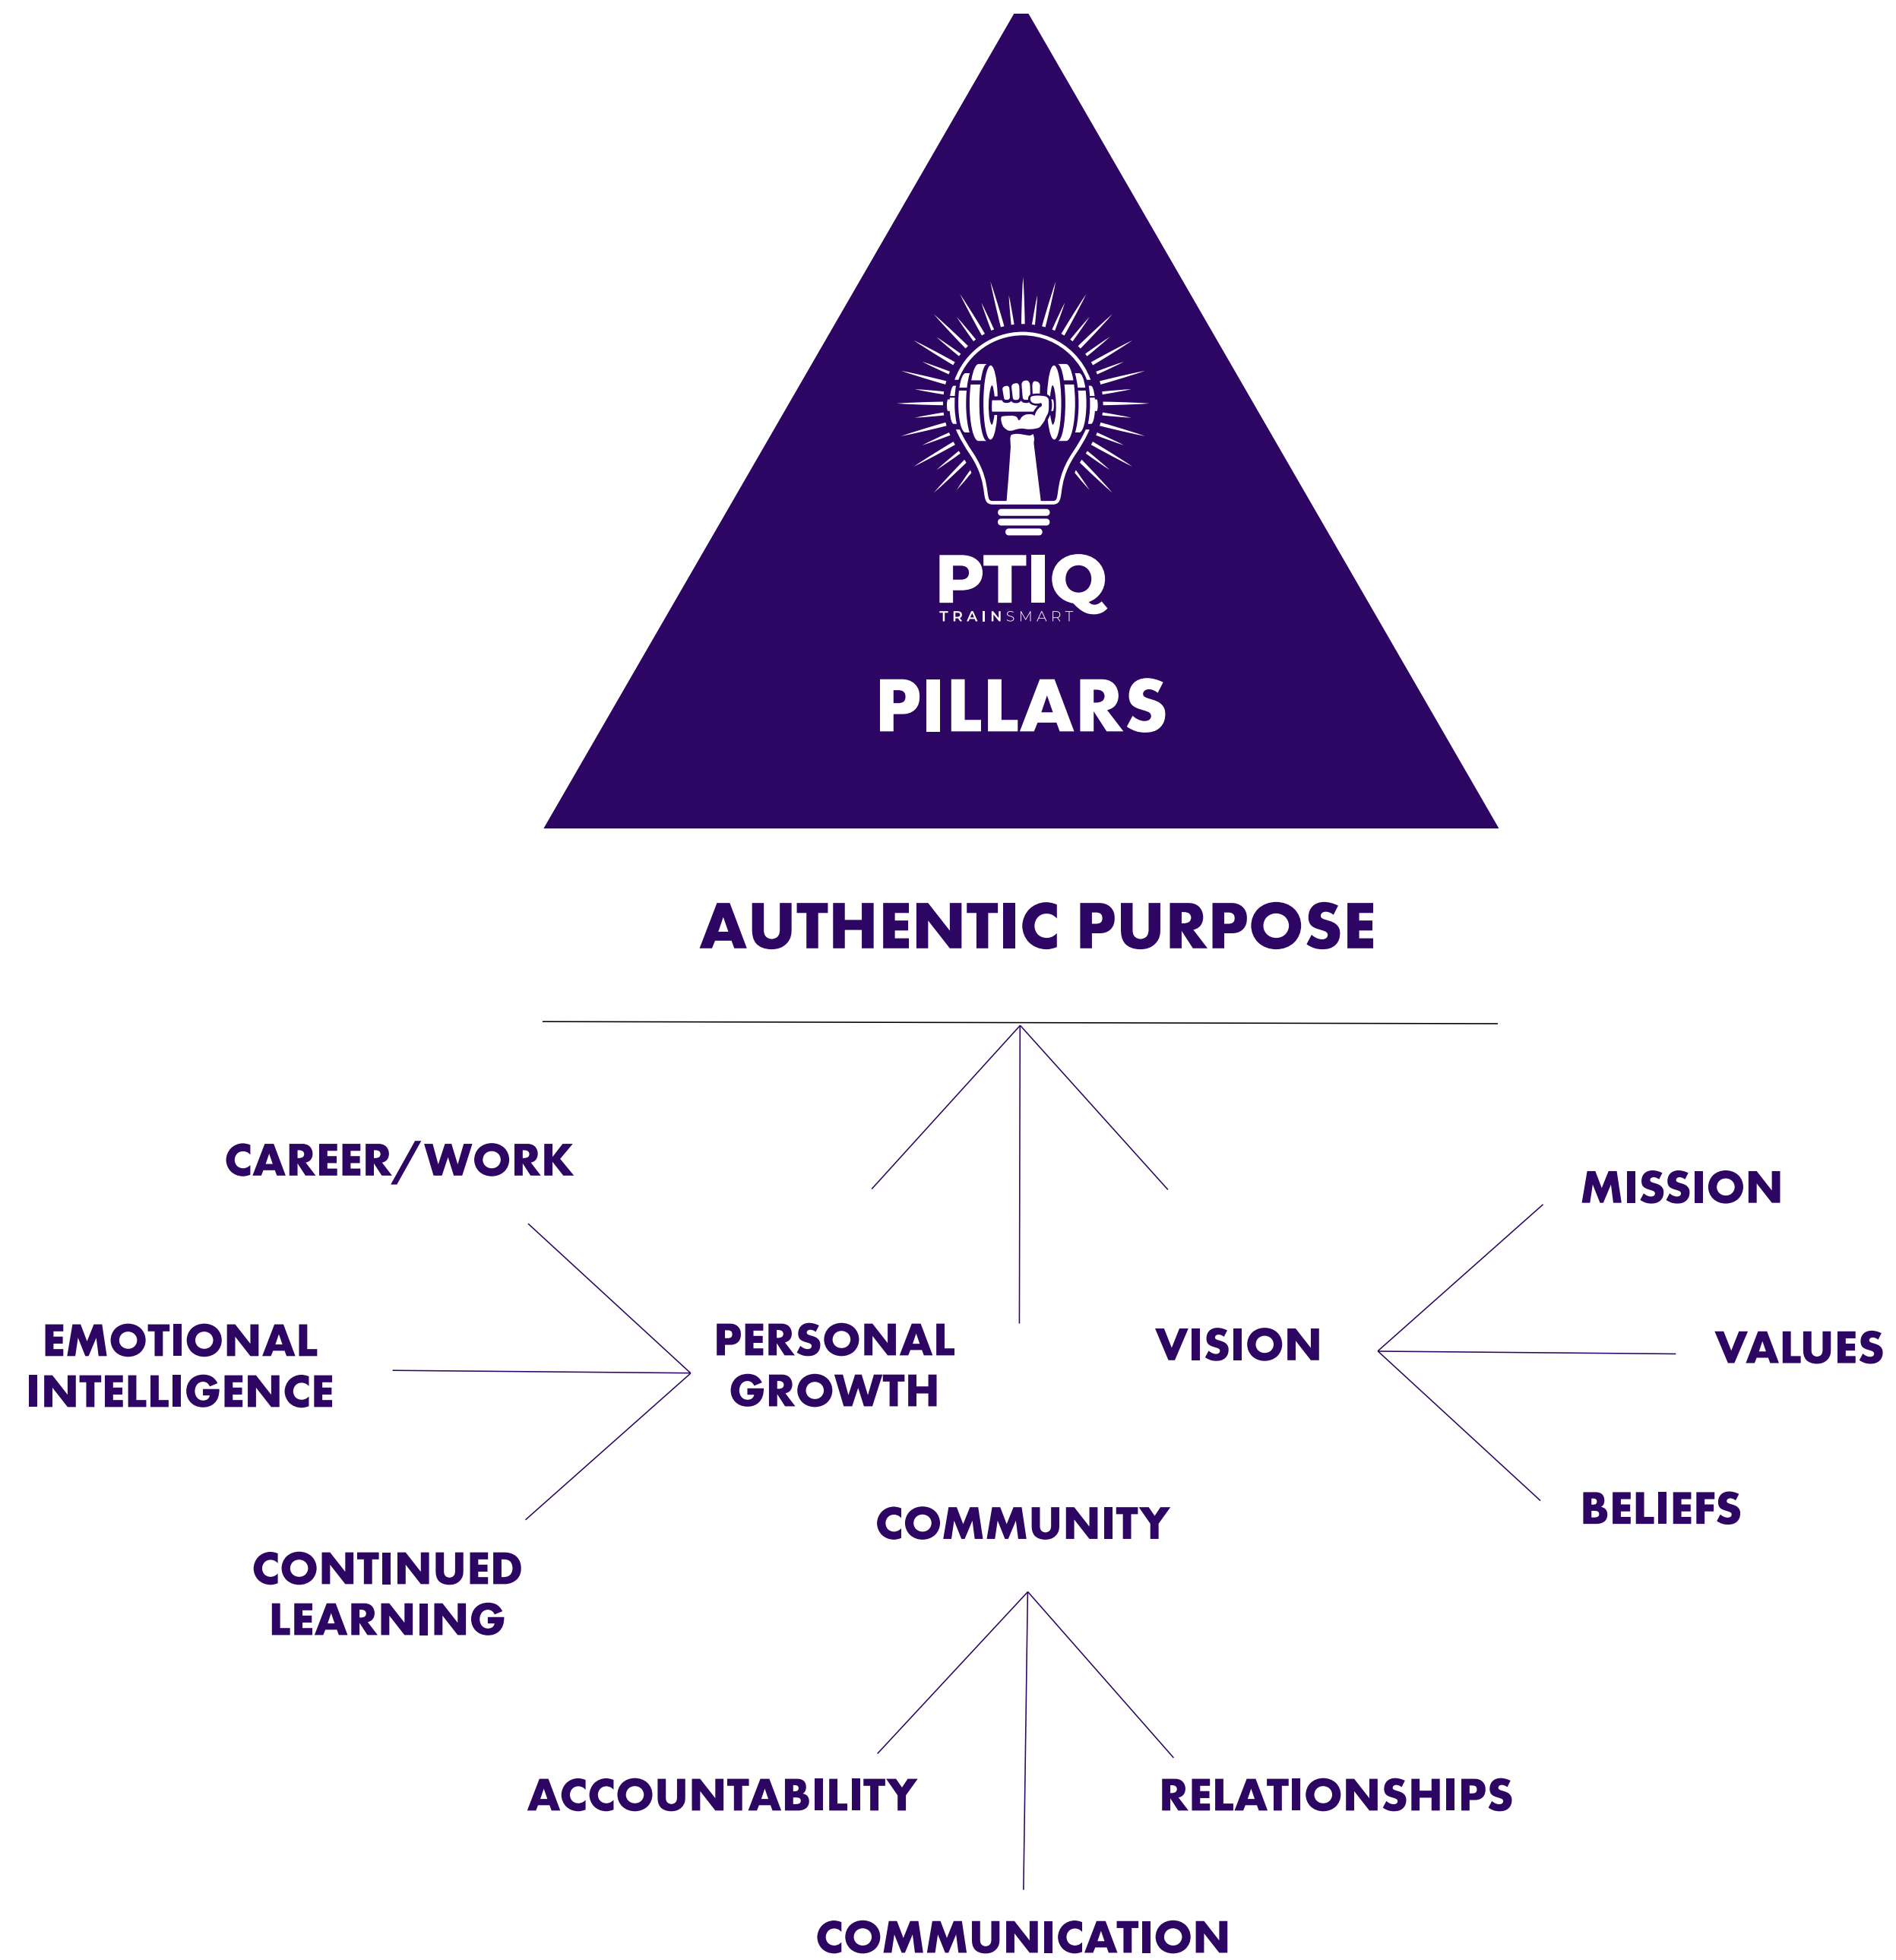 PTIQ
TRAINSMART
PILLARS
AUTHENTIC PURPOSE
CAREER/WORK
EMOTIONAL
INTELLIGENCE
CONTINUED
LEARNING
PERSONAL
GROWTH
VISION
MISSION
VALUES
BELIEFS
COMMUNITY
ACCOUNTABILITY
RELATIONSHIPS
COMMUNICATION